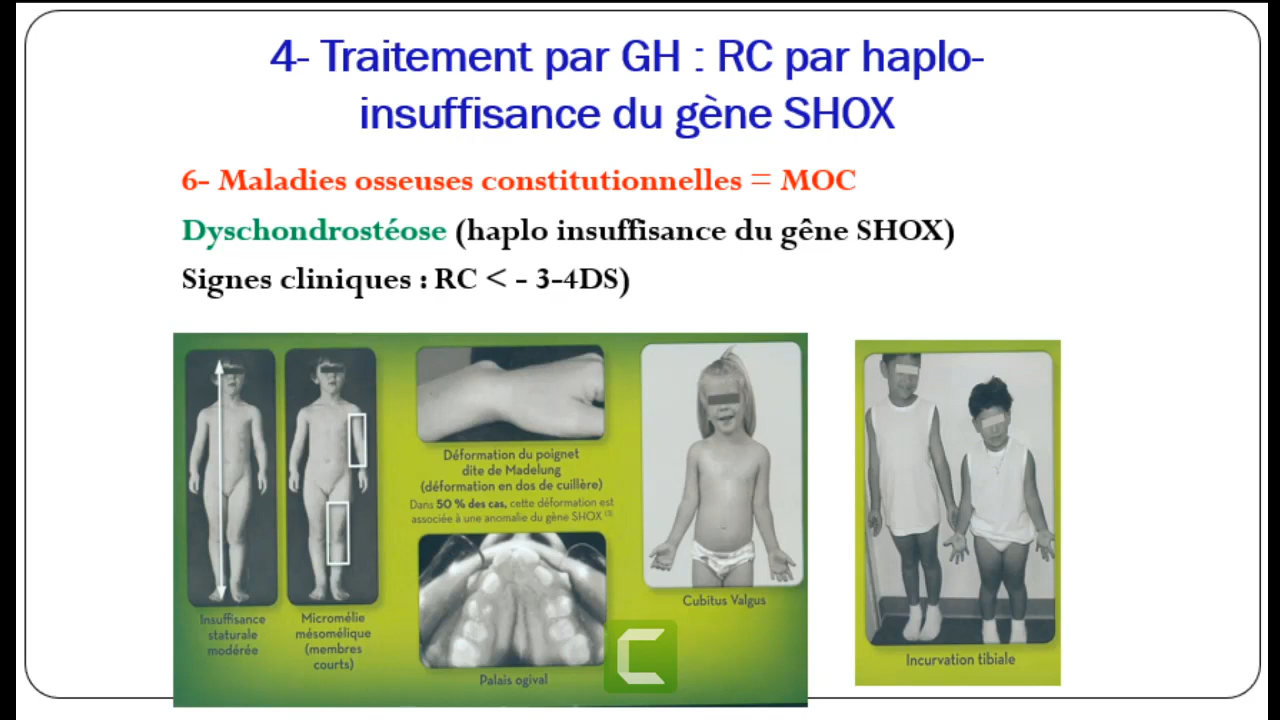 4- Traitement par GH : RC par haplo-
insuffisance du gène SHOX
6- Maladies osseuses constitutionnelles = MOC
Dyschondrostéose (haplo insuffisance du gêne SHOX)
Signes cliniques : RC < - 3-4DS)
Insuffisance
staturale
modérée
Micromélie
mésomélique
(membres
courts)
Déformation du poignet
dite de Madelung
(déformation en dos de cuillère)
Dans 50 % des cas, cette déformation est
associée à une anomalie du gène SHOX (3)
Palais ogival
Cubitus Valgus
Incurvation tibiale